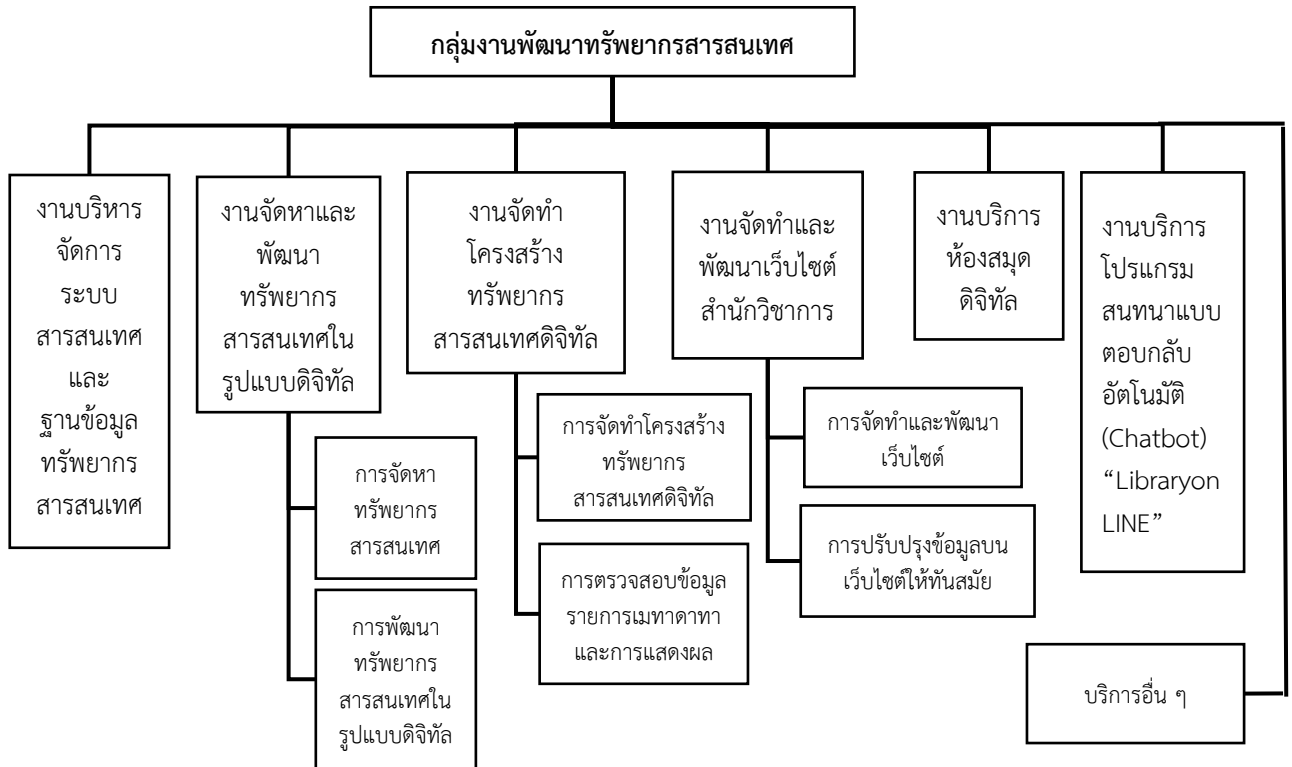 กลุ่มงานพัฒนาทรัพยากรสารสนเทศ
งานบริหาร
จัดการ
ระบบ
สารสนเทศ
และ
ฐานข้อมูล
ทรัพยากร
สารสนเทศ
งานจัดหาและ
พัฒนา
ทรัพยากร
สารสนเทศใน
รูปแบบดิจิทัล
การจัดหา
ทรัพยากร
สารสนเทศ
การพัฒนา
ทรัพยากร
สารสนเทศใน
รูปแบบดิจิทัล
งานจัดทำ
โครงสร้าง
ทรัพยากร
สารสนเทศดิจิทัล
การจัดทำโครงสร้าง
ทรัพยากร
สารสนเทศดิจิทัล
การตรวจสอบข้อมูล
รายการเมทาดาทา
และการแสดงผล
งานจัดทำและ
พัฒนาเว็บไซต์
สำนักวิชาการ
การจัดทำและพัฒนา
เว็บไซต์
การปรับปรุงข้อมูลบน
เว็บไซต์ให้ทันสมัย
งานบริการ
ห้องสมุด
ดิจิทัล
งานบริการ
โปรแกรม
สนทนาแบบ
ตอบกลับ
อัตโนมัติ
(Chatbot)
“Libraryon
LINE”
บริการอื่น ๆ